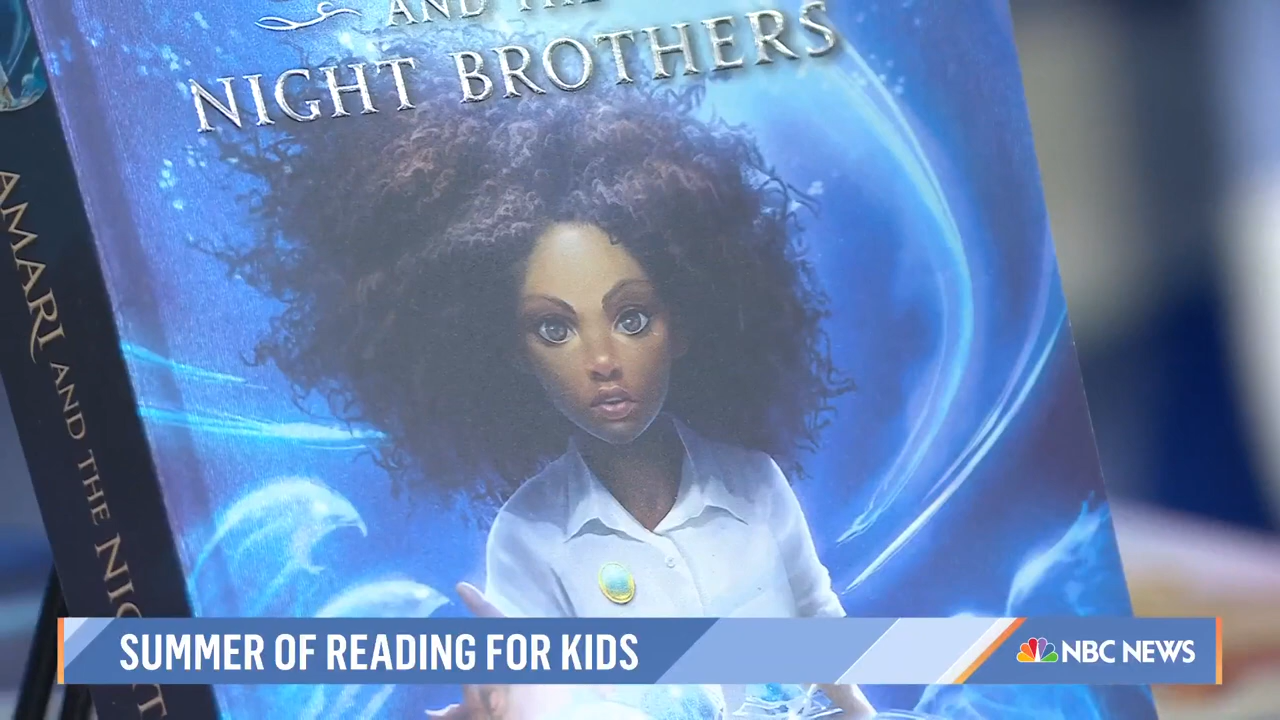 AND THE
NIGHT BROTHERS
AMARI AND THE NIGHT
SUMMER OF READING FOR KIDS
NBC NEWS